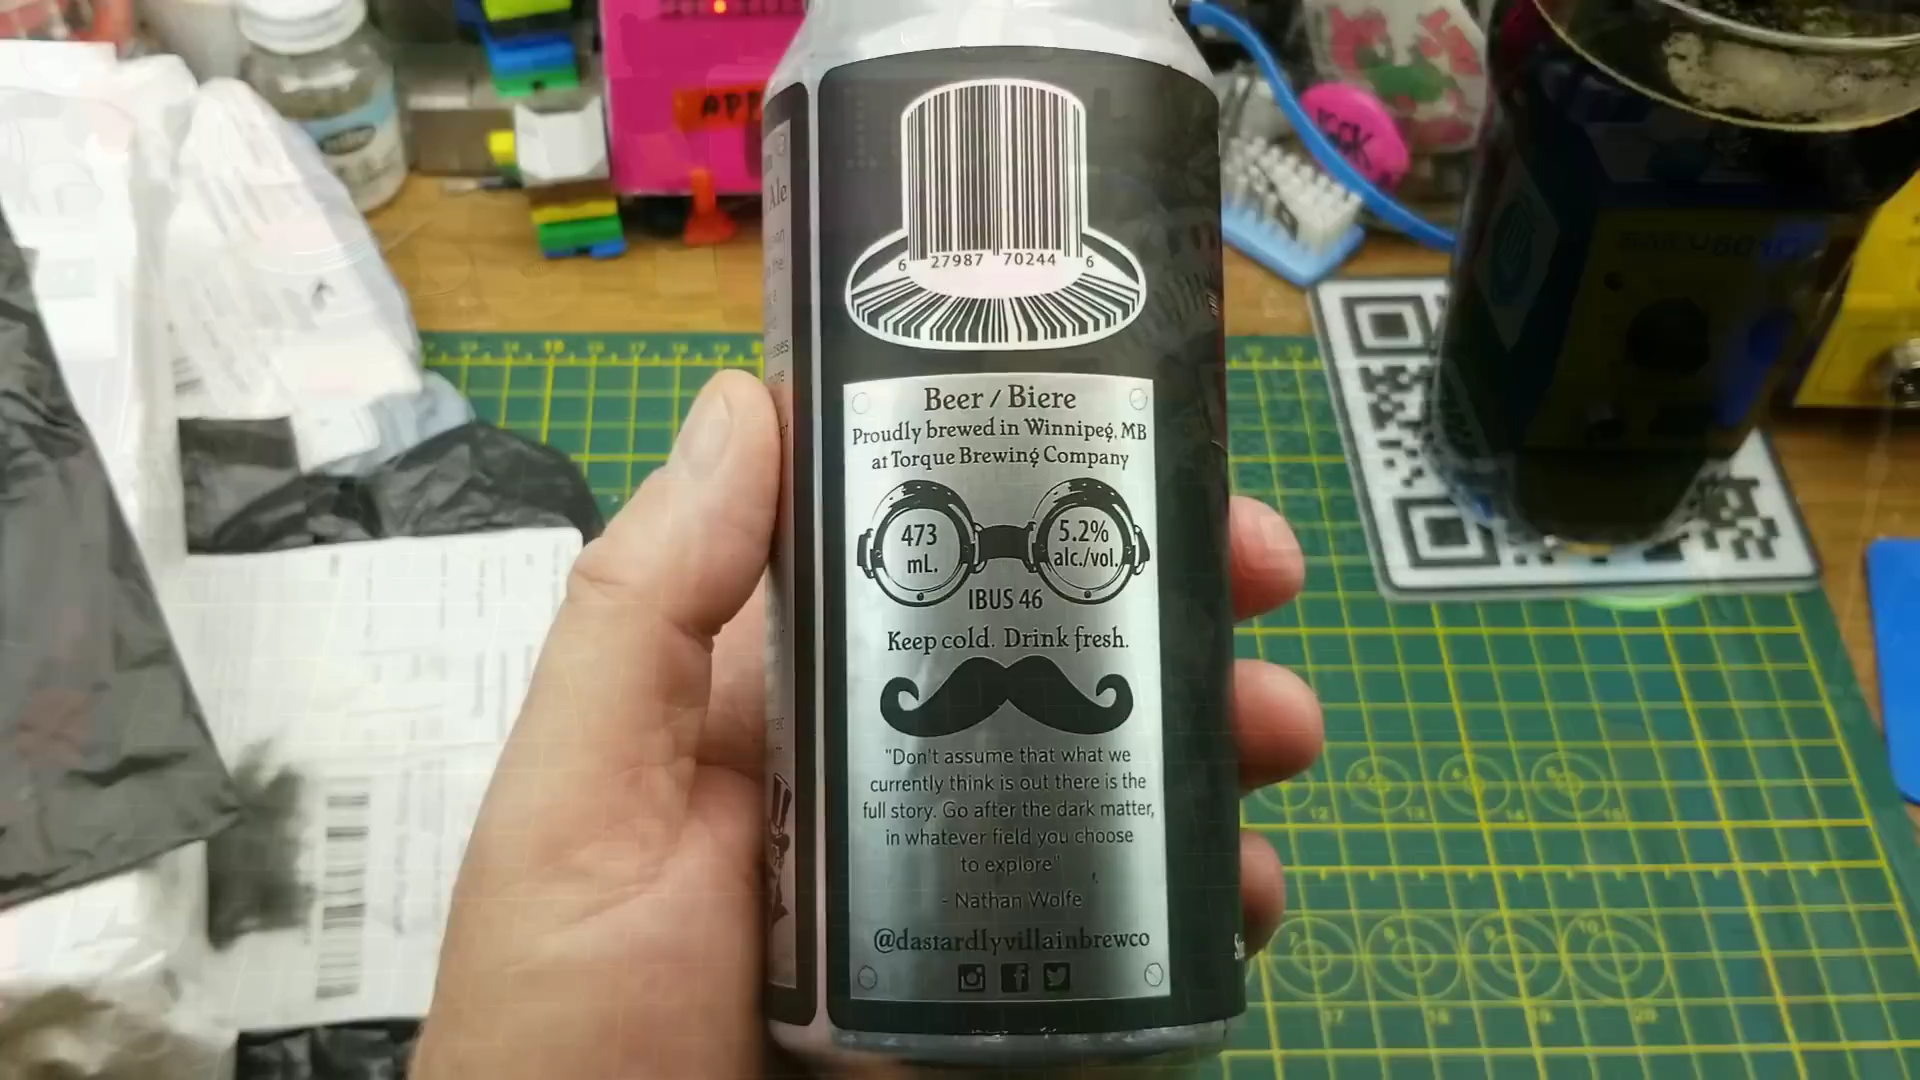 APP
Ale
6 27987 70244 6
Beer / Biere
Proudly brewed in Winnipeg, MB
at Torque Brewing Company
473
mL.
5.2%
alc./vol.
IBUS 46
Keep cold. Drink fresh.
"Don't assume that what we
currently think is out there is the
full story. Go after the dark matter,
in whatever field you choose
to explore"
- Nathan Wolfe
@dastardlyvillainbrewco